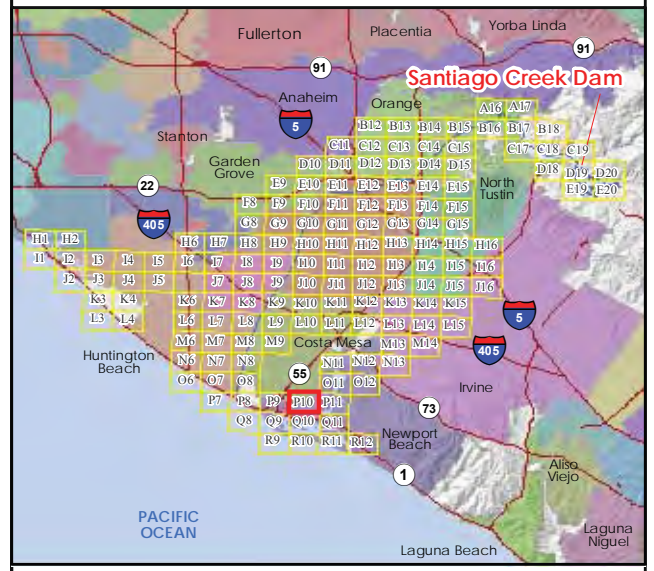 Fullerton
Placentia
Yorba Linda
91
91
Santiago Creek Dam
Anaheim
Orange
A16 A17
5
B12 B13 B14 B15 B16 B17 B18
Stanton
C11 C12 C13 C14 C15 C17 C18 C19
Garden
Grove
D10 D11 D12 D13 D14 D15 D18 D19 D20
22
E9 E10 E11 E12 E13 E14 E15 E19 E20
North
Tustin
F8 F9 F10 F11 F12 F13 F14 F15
405
G8 G9 G10 G11 G12 G13 G14 G15
H1 H2 H6 H7 H8 H9 H10 H11 H12 H13 H14 H15 H16
I1 I2 I3 I4 I5 I6 I7 I8 I9 I10 I11 I12 I13 I14 I15 I16
J2 J3 J4 J5 J7 J8 J9 J10 J11 J12 J13 J14 J15 J16
K3 K4 K6 K7 K8 K9 K10 K11 K12 K13 K14 K15
5
L3 L4 L6 L7 L8 L9 L10 L11 L12 L13 L14 L15
M6 M7 M8 M9 Costa Mesa M13 M14
405
Huntington
Beach
N6 N7 N8 N11 N12 N13
55
O6 O7 O8 O11 O12
Irvine
P7 P8 P9 P10 P11
73
Q8 Q9 Q10 Q11
Newport
Beach
R9 R10 R11 R12
1
Aliso
Viejo
PACIFIC
OCEAN
Laguna
Niguel
Laguna Beach